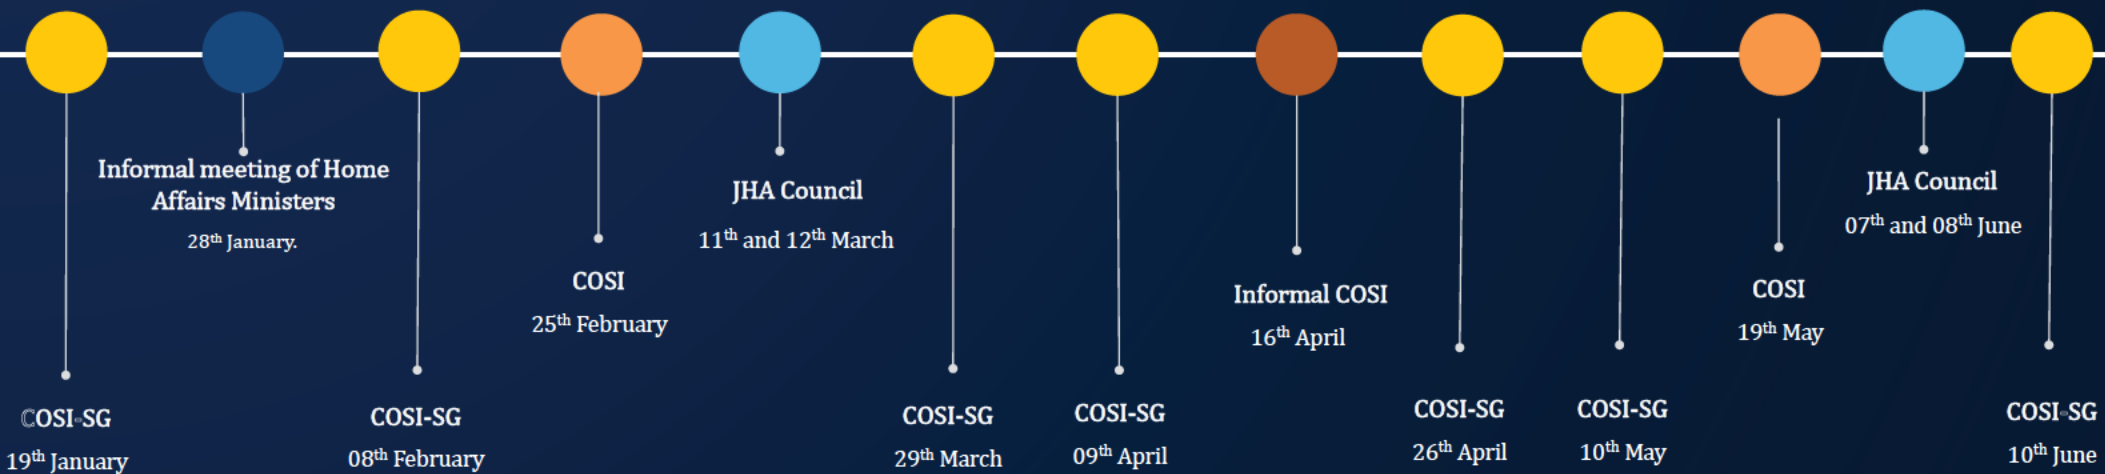 COSI-SG
19th January
Informal meeting of Home
Affairs Ministers
28th January.
COSI-SG
08th February
COSI
25th February
JHA Council
11th and 12th March
COSI-SG
29th March
COSI-SG
09th April
Informal COSI
16th April
COSI-SG
26th April
COSI-SG
10th May
COSI
19th May
JHA Council
07th and 08th June
COSI-SG
10th June